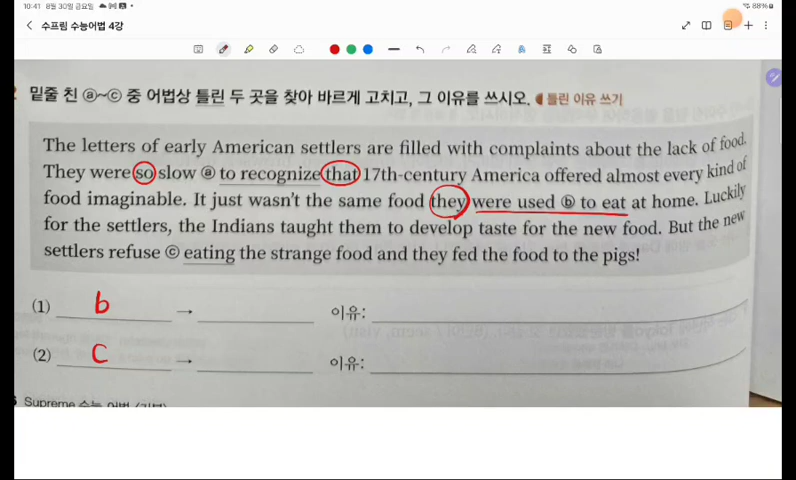 10:41 8월 30일 금요일
88%
수프림 수능어법 4강
밑줄 친 ⓐ~ⓒ 중 어법상 틀린 두 곳을 찾아 바르게 고치고, 그 이유를 쓰시오. 틀린 이유 쓰기
The letters of early American settlers are filled with complaints about the lack of food.
They were so slow ⓐ to recognize that 17th-century America offered almost every kind of
food imaginable. It just wasn't the same food they were used ⓑ to eat at home. Luckily
for the settlers, the Indians taught them to develop taste for the new food. But the new
settlers refuse ⓒ eating the strange food and they fed the food to the pigs!
(1) b → 이유:
(2) C → 이유:
Supreme 수능 어법